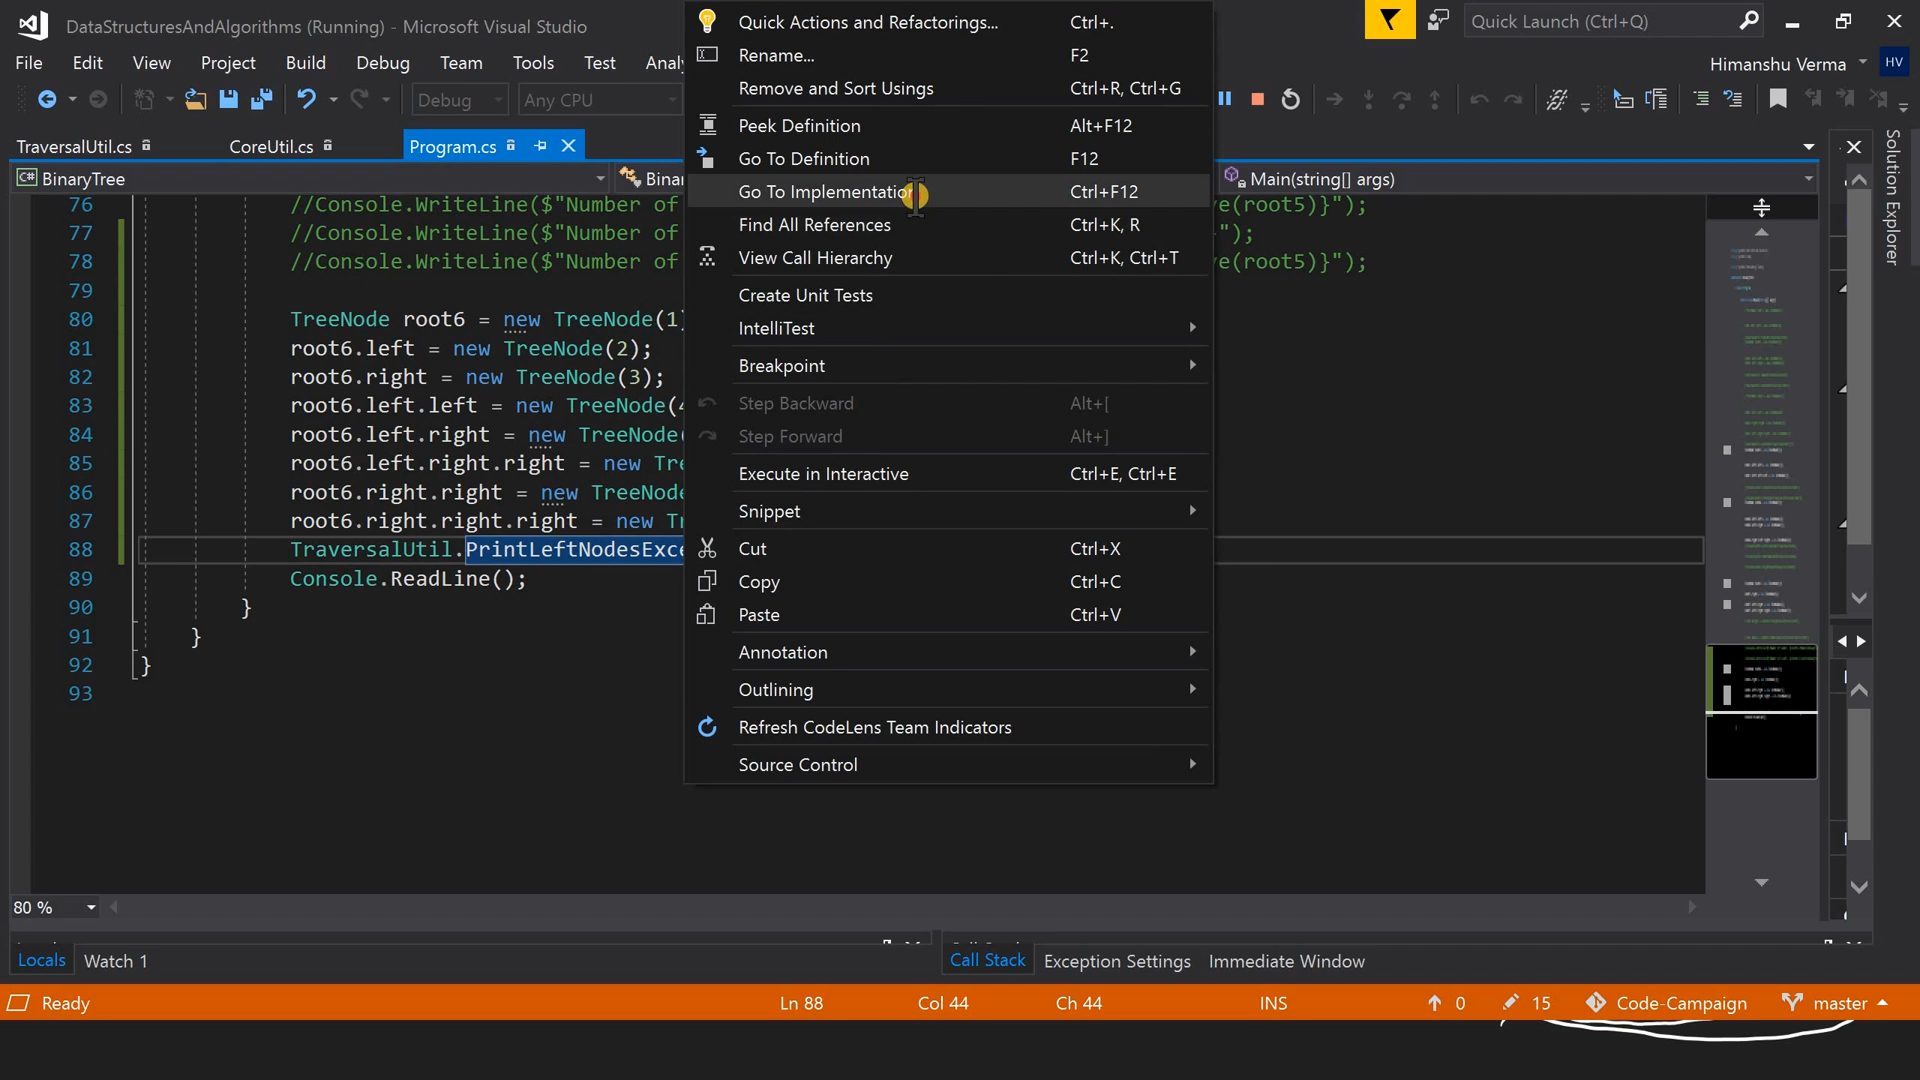 DataStructuresAndAlgorithms (Running) - Microsoft Visual Studio
Quick Launch (Ctrl+Q)
File Edit View Project Build Debug Team Tools Test
Himanshu Verma HV
Debug Any CPU
TraversalUtil.cs CoreUtil.cs Program.cs
C# BinaryTree
Main(string[] args)
Solution Explorer
76 //Console.WriteLine($"Number of ve(root5)}");
77 //Console.WriteLine($"Number of }");
78 //Console.WriteLine($"Number of ve(root5)}");
79
80 TreeNode root6 = new TreeNode(1)
81 root6.left = new TreeNode(2);
82 root6.right = new TreeNode(3);
83 root6.left.left = new TreeNode(
84 root6.left.right = new TreeNode(
85 root6.left.right.right = new Tre
86 root6.right.right = new TreeNode
87 root6.right.right.right = new Tr
88 TraversalUtil.PrintLeftNodesExce
89 Console.ReadLine();
90 }
91 }
92 }
93
Quick Actions and Refactorings... Ctrl+.
Rename... F2
Remove and Sort Usings Ctrl+R, Ctrl+G
Peek Definition Alt+F12
Go To Definition F12
Go To Implementation Ctrl+F12
Find All References Ctrl+K, R
View Call Hierarchy Ctrl+K, Ctrl+T
Create Unit Tests
IntelliTest
Breakpoint
Step Backward Alt+[
Step Forward Alt+]
Execute in Interactive Ctrl+E, Ctrl+E
Snippet
Cut Ctrl+X
Copy Ctrl+C
Paste Ctrl+V
Annotation
Outlining
Refresh CodeLens Team Indicators
Source Control
80 %
Locals Watch 1
Call Stack Exception Settings Immediate Window
Ready Ln 88 Col 44 Ch 44 INS 0 15 Code-Campaign master